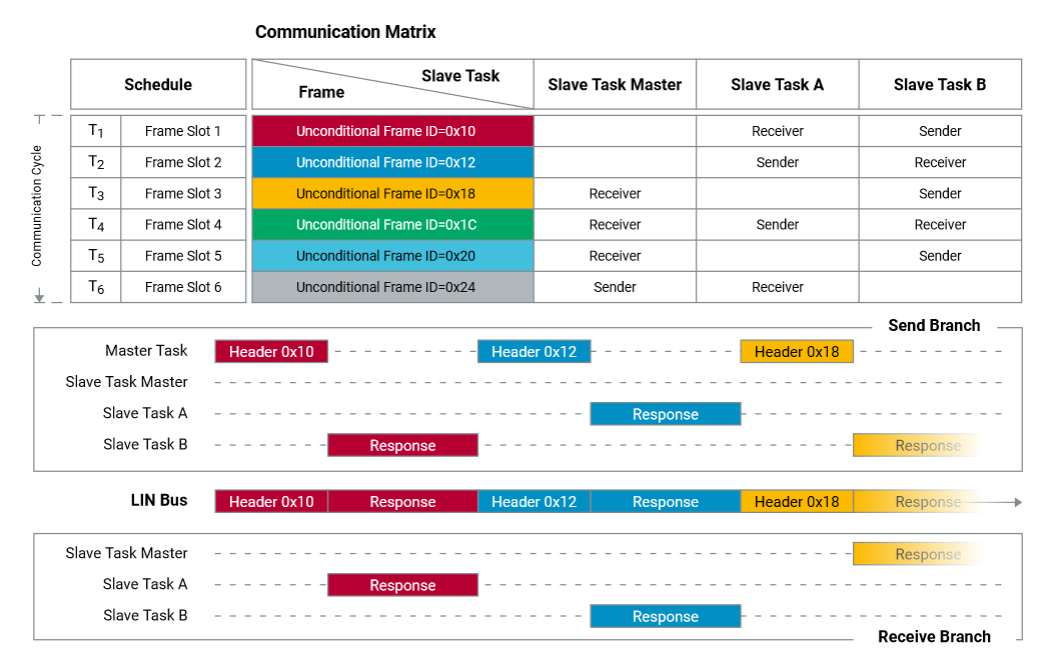 Communication Matrix
Schedule
Slave Task
Frame
Slave Task Master
Slave Task A
Slave Task B
Communication Cycle
T1 Frame Slot 1 Unconditional Frame ID=0x10 Receiver Sender
T2 Frame Slot 2 Unconditional Frame ID=0x12 Sender Receiver
T3 Frame Slot 3 Unconditional Frame ID=0x18 Receiver Sender
T4 Frame Slot 4 Unconditional Frame ID=0x1C Receiver Sender Receiver
T5 Frame Slot 5 Unconditional Frame ID=0x20 Receiver Sender
T6 Frame Slot 6 Unconditional Frame ID=0x24 Sender Receiver
Send Branch
Master Task Header 0x10 Header 0x12 Header 0x18
Slave Task Master
Slave Task A Response
Slave Task B Response Response
LIN Bus Header 0x10 Response Header 0x12 Response Header 0x18 Response
Slave Task Master Response
Slave Task A Response
Slave Task B Response
Receive Branch